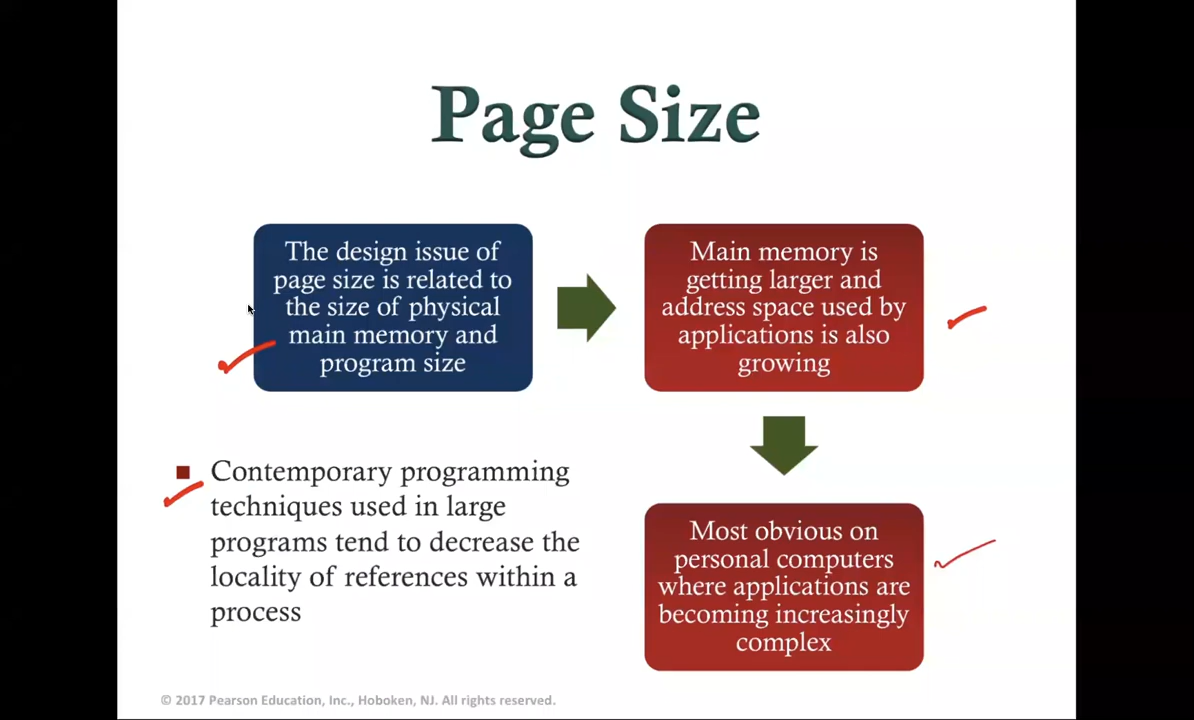 Page Size
The design issue of
page size is related to
the size of physical
main memory and
program size
Main memory is
getting larger and
address space used by
applications is also
growing
Contemporary programming
techniques used in large
programs tend to decrease the
locality of references within a
process
Most obvious on
personal computers
where applications are
becoming increasingly
complex
© 2017 Pearson Education, Inc., Hoboken, NJ. All rights reserved.